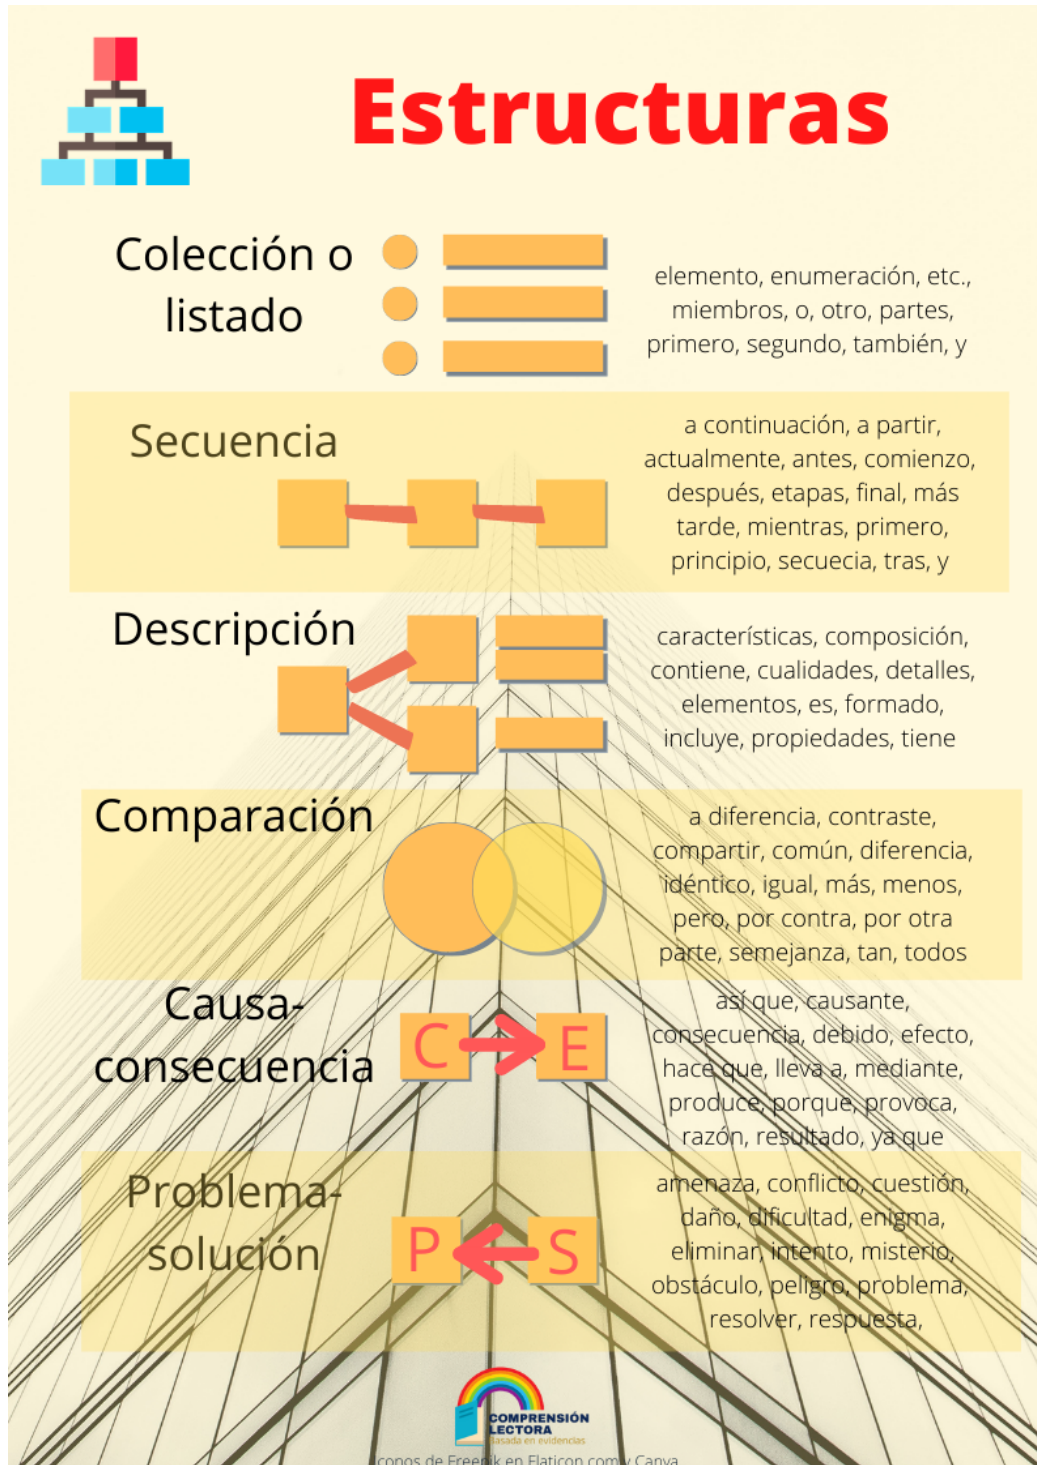 Estructuras
Colección o
listado
elemento, enumeración, etc.,
miembros, o, otro, partes,
primero, segundo, también, y
Secuencia
a continuación, a partir,
actualmente, antes, comienzo,
después, etapas, final, más
tarde, mientras, primero,
principio, secuecia, tras, y
Descripción
características, composición,
contiene, cualidades, detalles,
elementos, es, formado,
incluye, propiedades, tiene
Comparación
a diferencia, contraste,
compartir, común, diferencia,
idéntico, igual, más, menos,
pero, por contra, por otra
parte, semejanza, tan, todos
Causa-
consecuencia
C
E
así que, causante,
consecuencia, debido, efecto,
hace que, lleva a, mediante,
produce, porque, provoca,
razón, resultado, ya que
Problema-
solución
P
S
amenaza, conflicto, cuestión,
daño, dificultad, enigma,
eliminar, intento, misterio,
obstáculo, peligro, problema,
resolver, respuesta,
COMPRENSIÓN
LECTORA
Basada en evidencias
conos de Freepik en Flaticon.com y Canva